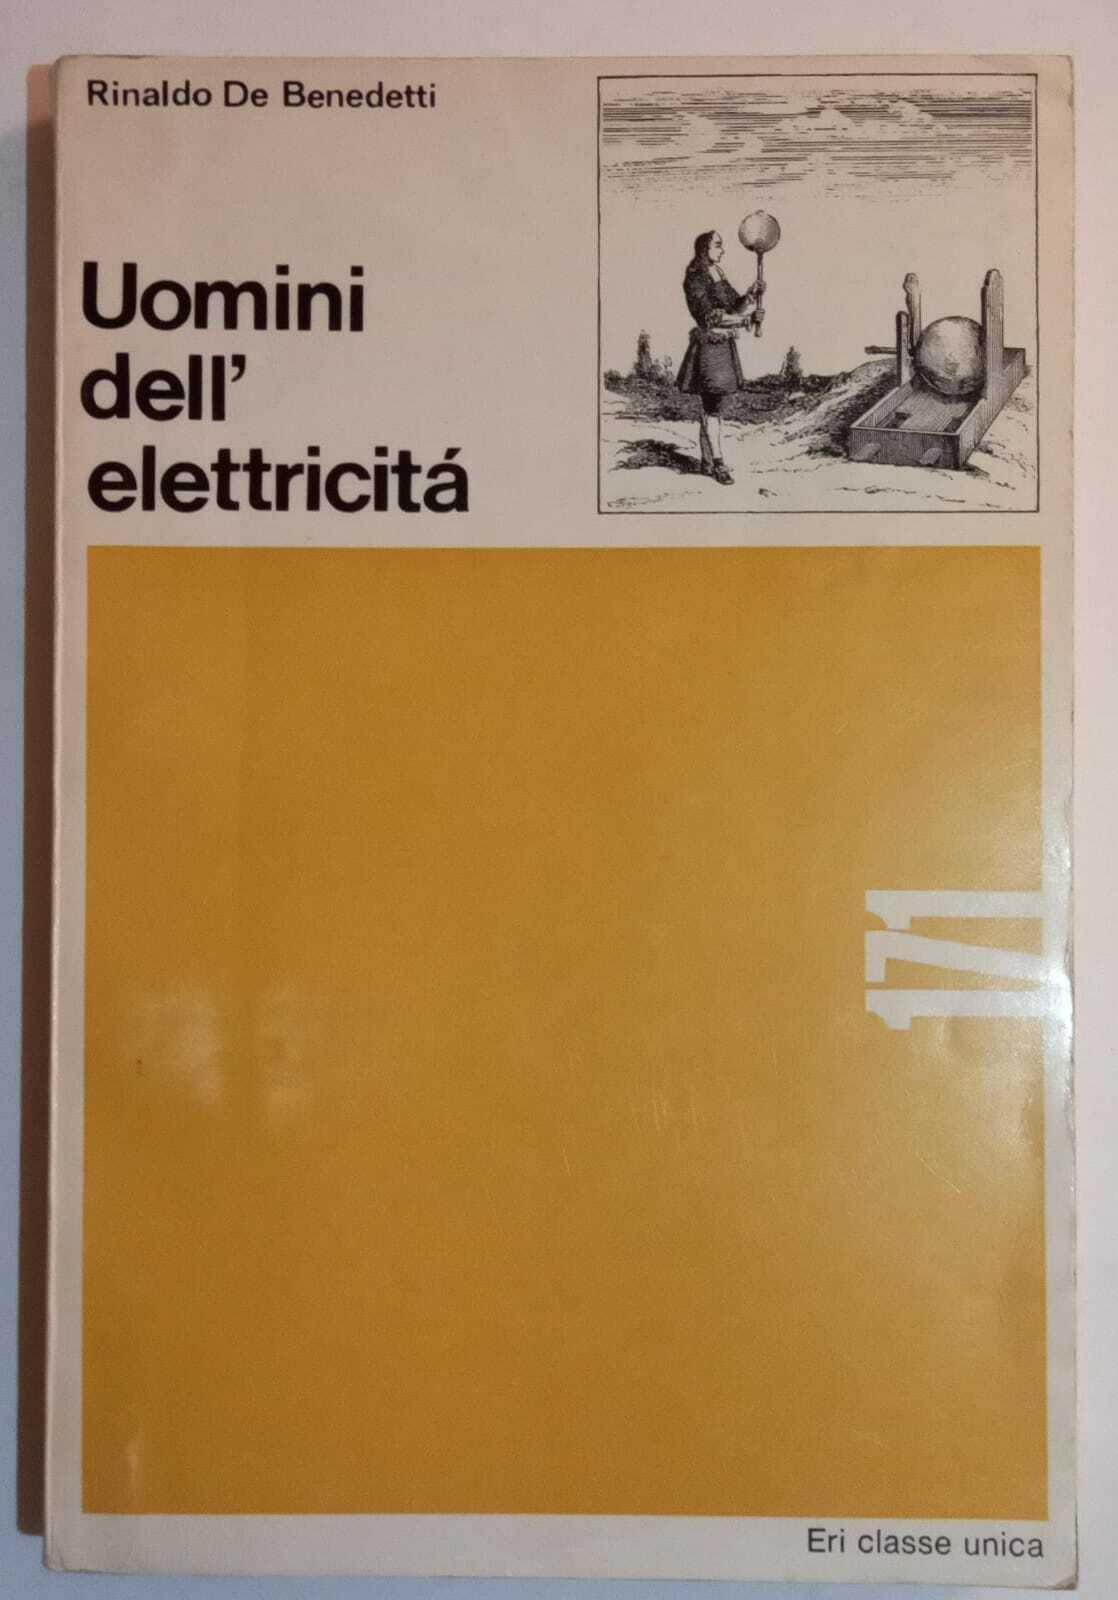 Rinaldo De Benedetti
Uomini
dell'
elettricitá
171
Eri classe unica